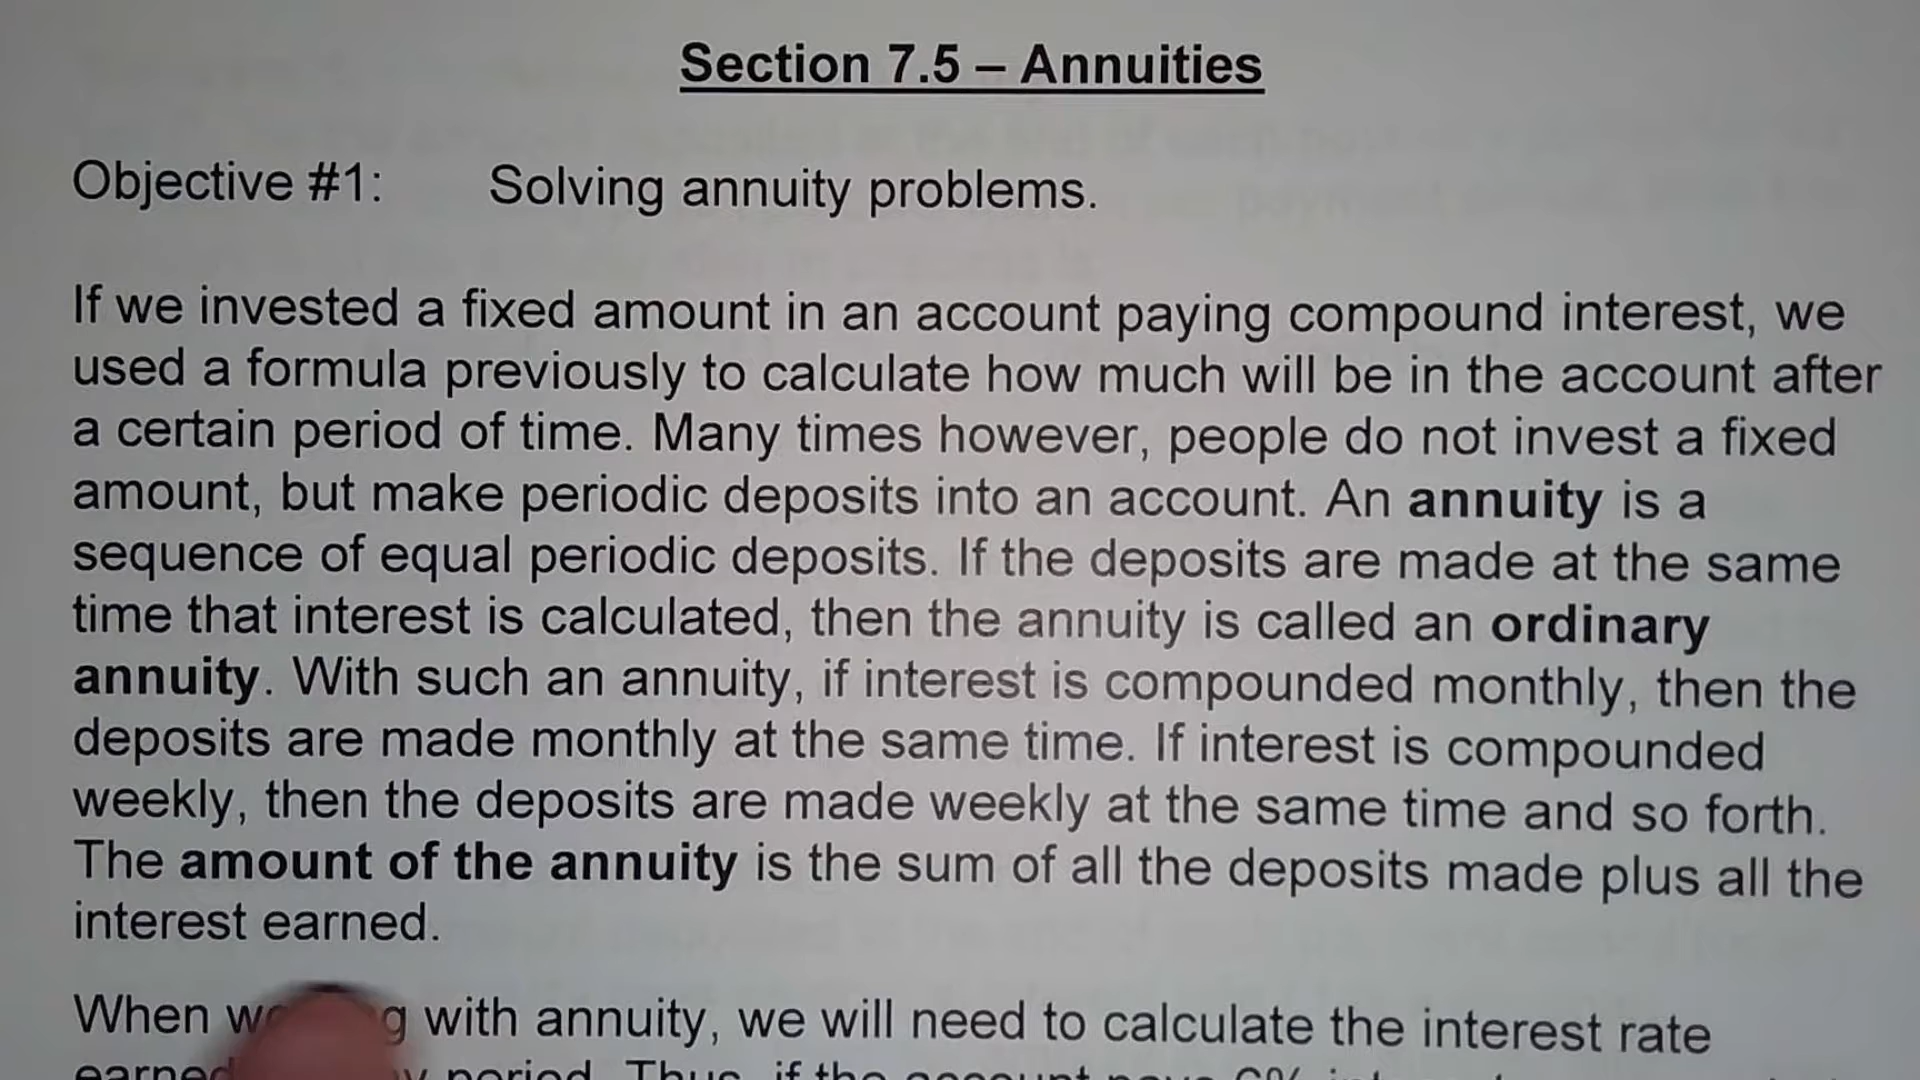 Section 7.5 – Annuities
Objective #1: Solving annuity problems.
If we invested a fixed amount in an account paying compound interest, we
used a formula previously to calculate how much will be in the account after
a certain period of time. Many times however, people do not invest a fixed
amount, but make periodic deposits into an account. An annuity is a
sequence of equal periodic deposits. If the deposits are made at the same
time that interest is calculated, then the annuity is called an ordinary
annuity. With such an annuity, if interest is compounded monthly, then the
deposits are made monthly at the same time. If interest is compounded
weekly, then the deposits are made weekly at the same time and so forth.
The amount of the annuity is the sum of all the deposits made plus all the
interest earned.
When with annuity, we will need to calculate the interest rate
period. Thus, if the account